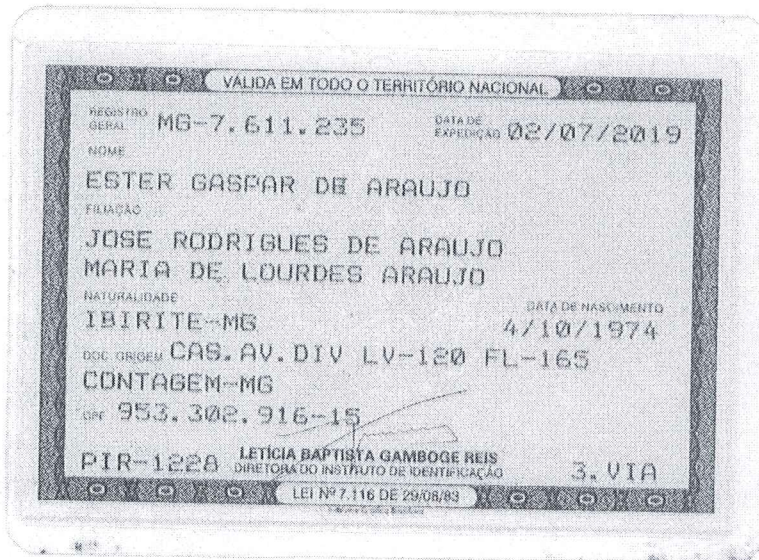 VÁLIDA EM TODO O TERRITÓRIO NACIONAL
REGISTRO GERAL MG-7.611.235 DATA DE EXPEDIÇÃO 02/07/2019
NOME
ESTER GASPAR DE ARAUJO
FILIAÇÃO
JOSE RODRIGUES DE ARAUJO
MARIA DE LOURDES ARAUJO
NATURALIDADE DATA DE NASCIMENTO
IBIRITE-MG 4/10/1974
DOC ORIGEM CAS.AV.DIV LV-120 FL-165
CONTAGEM-MG
CPF 953.302.916-15
PIR-1228 LETÍCIA BAPTISTA GAMBOGE REIS 3.VIA
DIRETORA DO INSTITUTO DE IDENTIFICAÇÃO
LEI Nº 7.116 DE 29/08/83